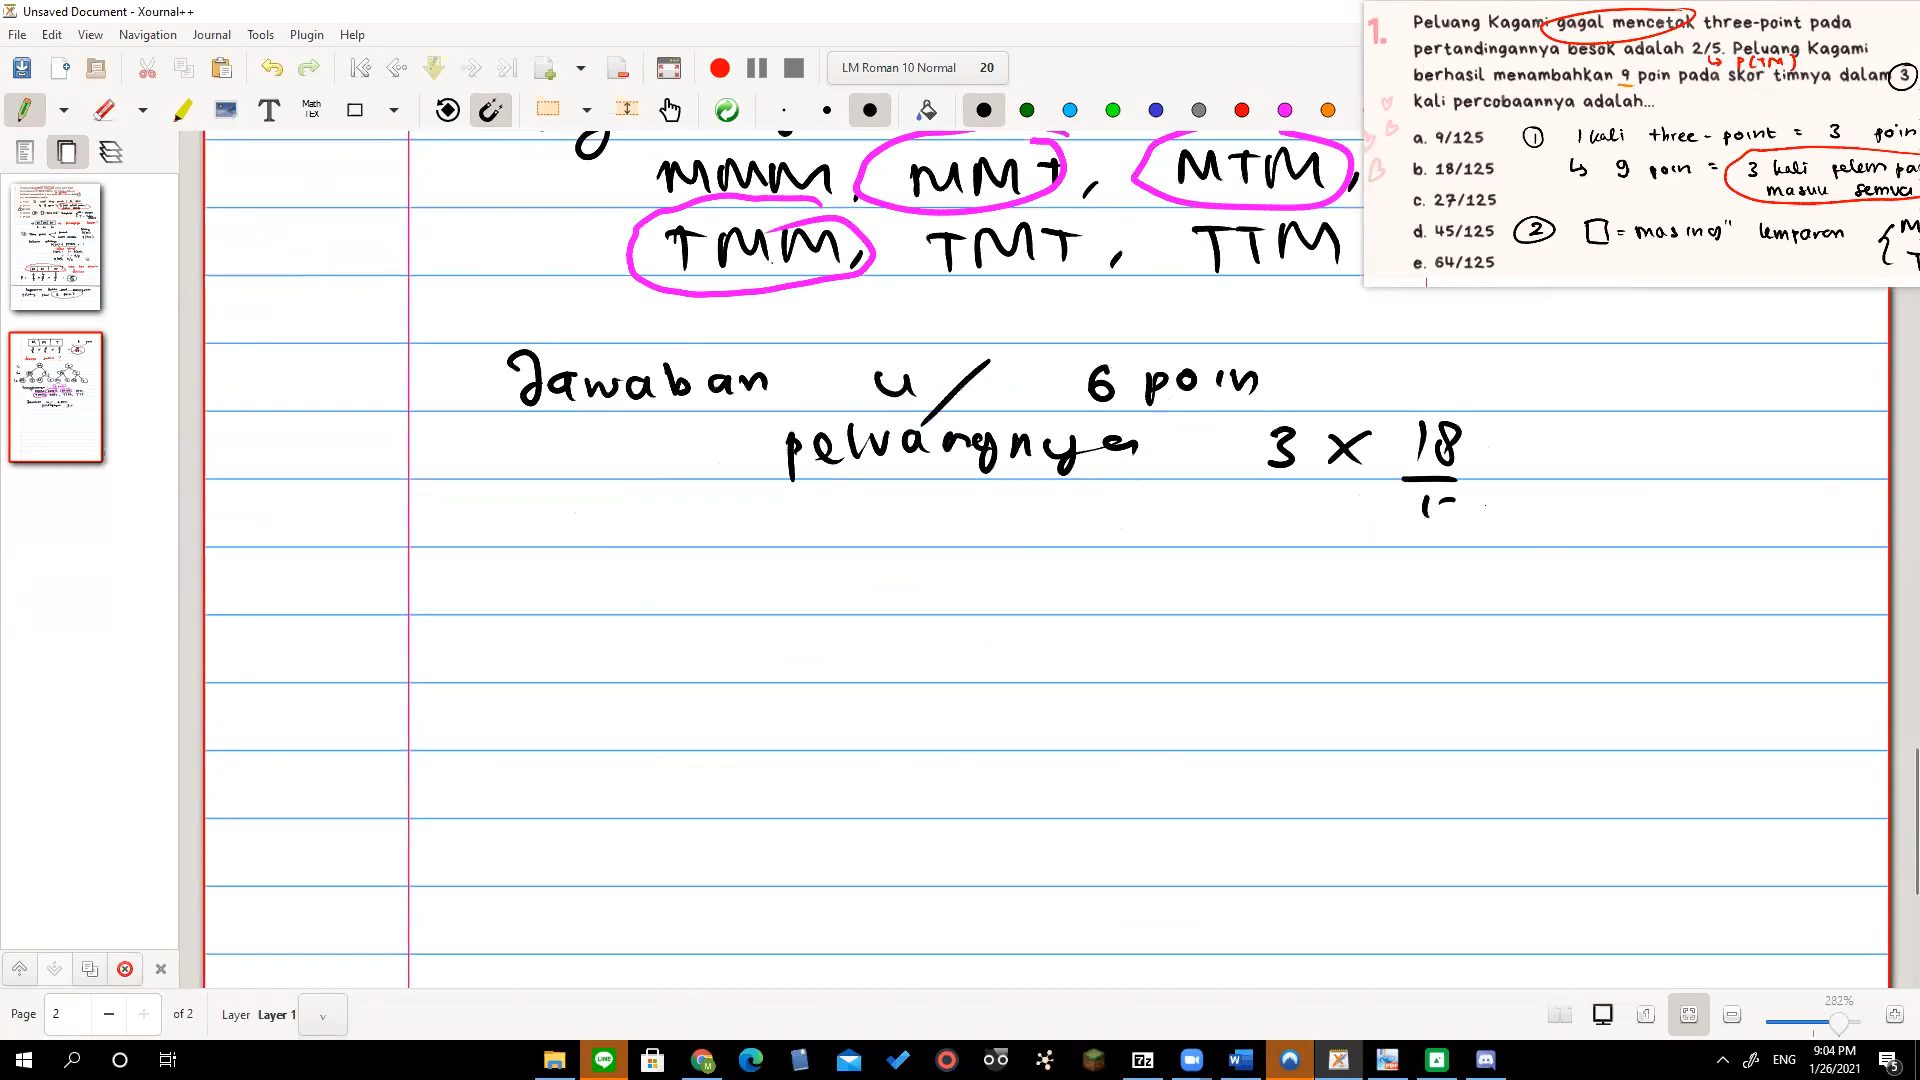 Unsaved Document - Xournal++
File Edit View Navigation Journal Tools Plugin Help
LM Roman 10 Normal 20
Math
TEX
1. Peluang Kagami gagal mencetak three-point pada
pertandingannya besok adalah 2/5. Peluang Kagami
P(TM)
berhasil menambahkan 9 poin pada skor timnya dalam 3
kali percobaannya adalah...
a. 9/125
b. 18/125
c. 27/125
d. 45/125
e. 64/125
① 1 kali three-point = 3 poin
↳ 9 poin = 3 kali
masuk
② □ = masing" lemparan { M
T
MMM, MMT, MTM,
TMM, TMT, TTM
Jawaban u/ 6 poin
peluangnya 3 × 18
Page 2 of 2 Layer Layer 1
282%
ENG
9:04 PM
1/26/2021
5